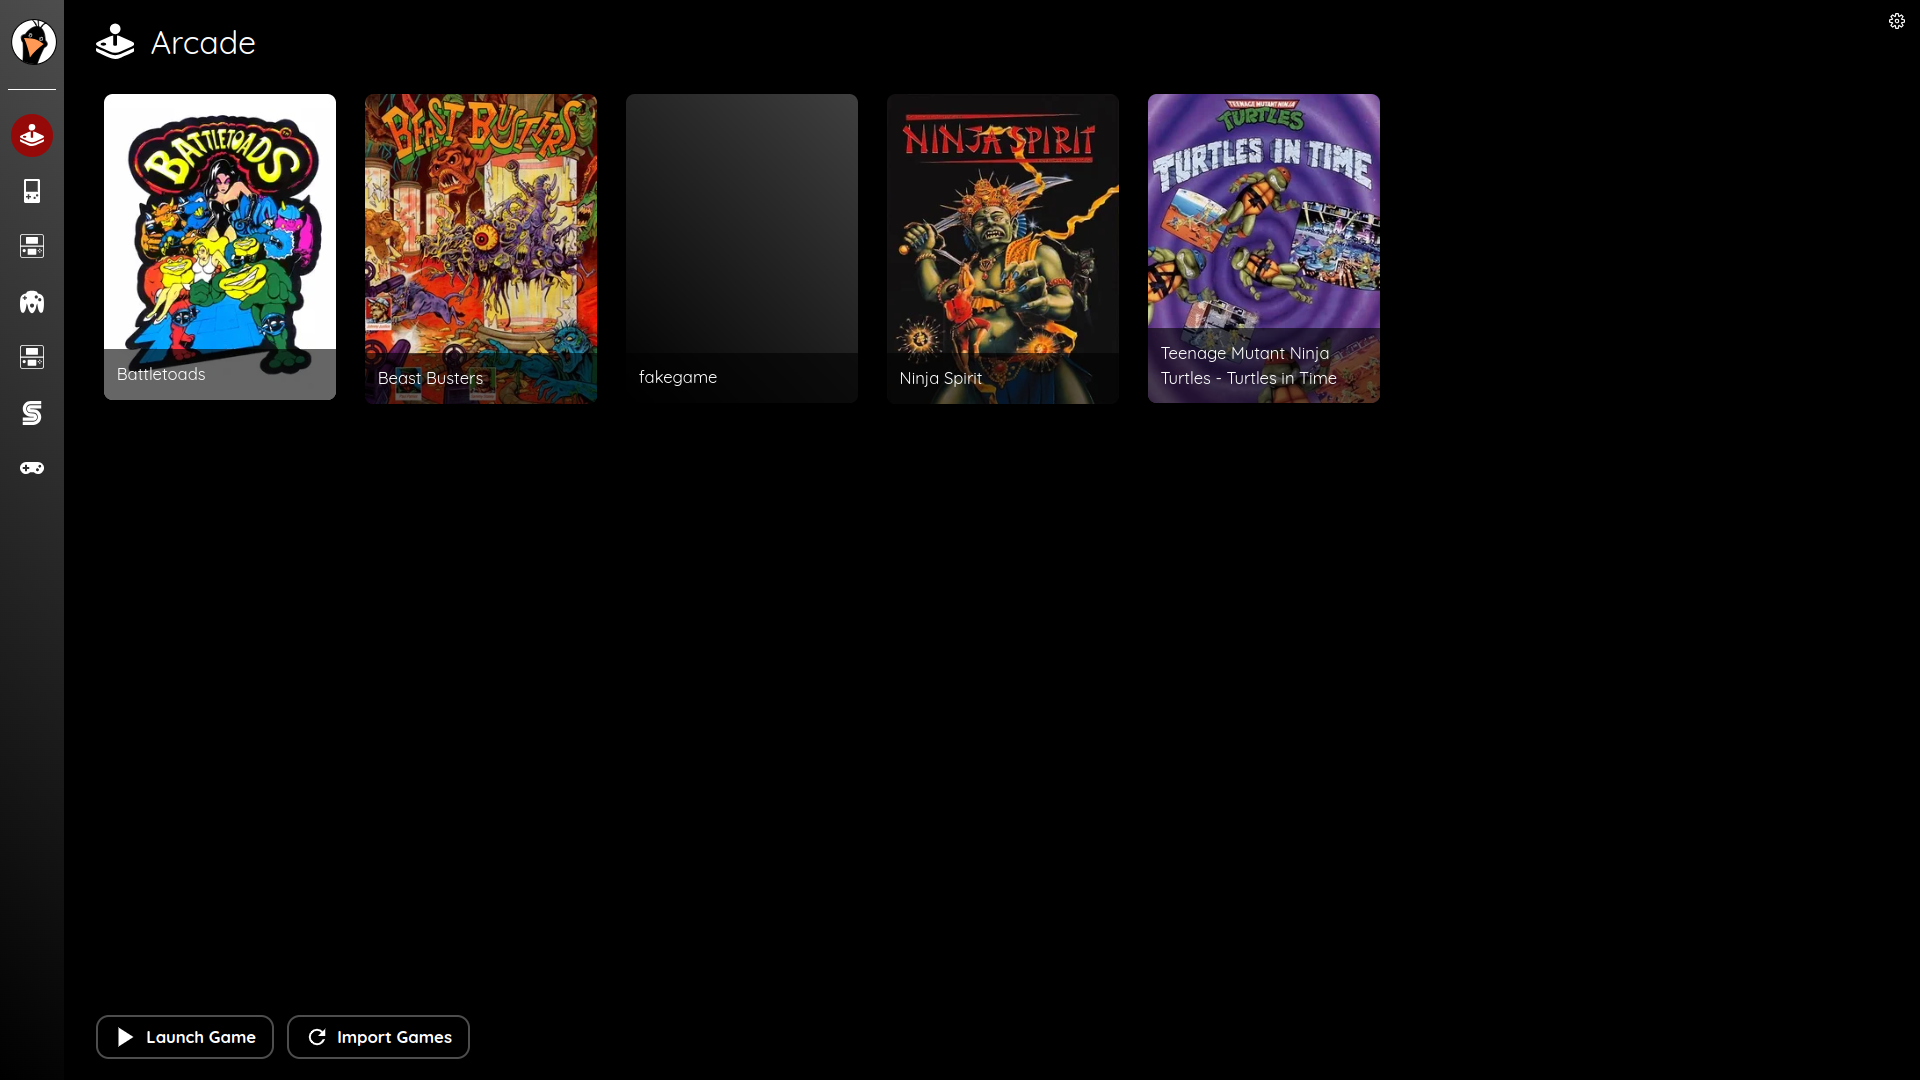 Arcade
BATTLETOADS
Battletoads
BEAST BUSTERS
Beast Busters
fakegame
NINJA SPIRIT
Ninja Spirit
TEENAGE MUTANT NINJA
TURTLES
TURTLES IN TIME
Teenage Mutant Ninja
Turtles - Turtles in Time
Launch Game
Import Games